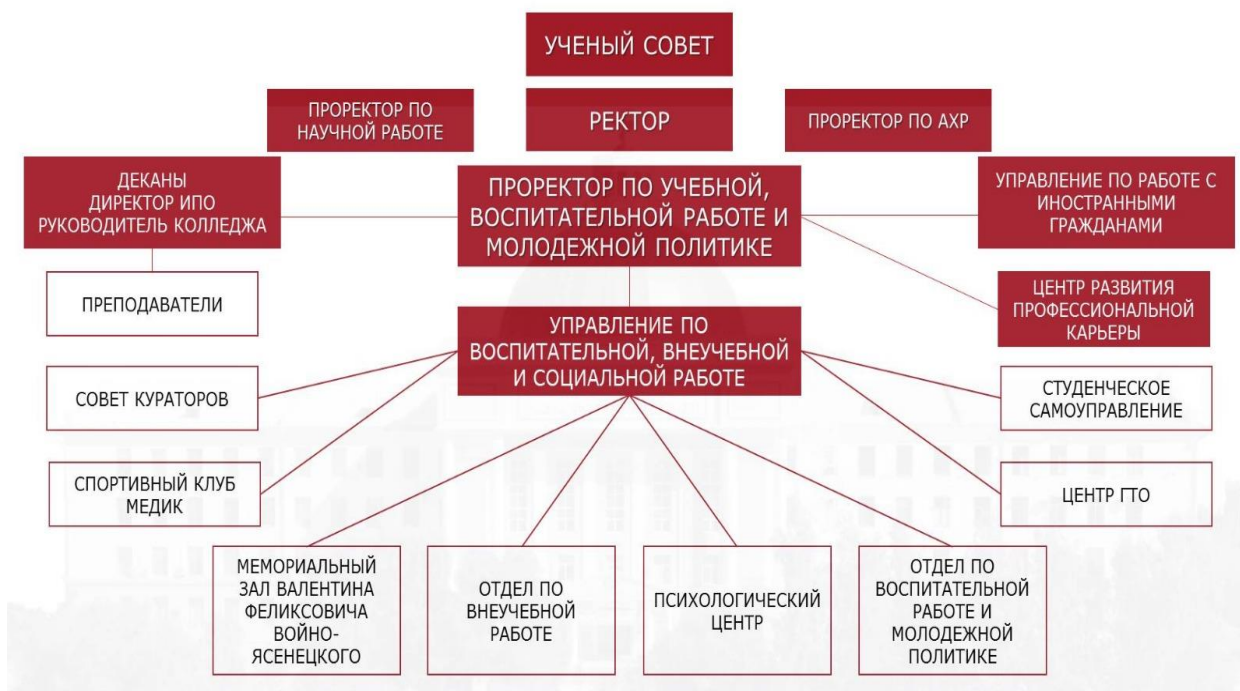 УЧЕНЫЙ СОВЕТ
ПРОРЕКТОР ПО
НАУЧНОЙ РАБОТЕ
РЕКТОР
ПРОРЕКТОР ПО АХР
ДЕКАНЫ
ДИРЕКТОР ИПО
РУКОВОДИТЕЛЬ КОЛЛЕДЖА
ПРОРЕКТОР ПО УЧЕБНОЙ,
ВОСПИТАТЕЛЬНОЙ РАБОТЕ И
МОЛОДЕЖНОЙ ПОЛИТИКЕ
УПРАВЛЕНИЕ ПО РАБОТЕ С
ИНОСТРАННЫМИ
ГРАЖДАНАМИ
ПРЕПОДАВАТЕЛИ
УПРАВЛЕНИЕ ПО
ВОСПИТАТЕЛЬНОЙ, ВНЕУЧЕБНОЙ
И СОЦИАЛЬНОЙ РАБОТЕ
ЦЕНТР РАЗВИТИЯ
ПРОФЕССИОНАЛЬНОЙ
КАРЬЕРЫ
СОВЕТ КУРАТОРОВ
СТУДЕНЧЕСКОЕ
САМОУПРАВЛЕНИЕ
СПОРТИВНЫЙ КЛУБ
МЕДИК
ЦЕНТР ГТО
МЕМОРИАЛЬНЫЙ
ЗАЛ ВАЛЕНТИНА
ФЕЛИКСОВИЧА
ВОЙНО-
ЯСЕНЕЦКОГО
ОТДЕЛ ПО
ВНЕУЧЕБНОЙ
РАБОТЕ
ПСИХОЛОГИЧЕСКИЙ
ЦЕНТР
ОТДЕЛ ПО
ВОСПИТАТЕЛЬНОЙ
РАБОТЕ И
МОЛОДЕЖНОЙ
ПОЛИТИКЕ